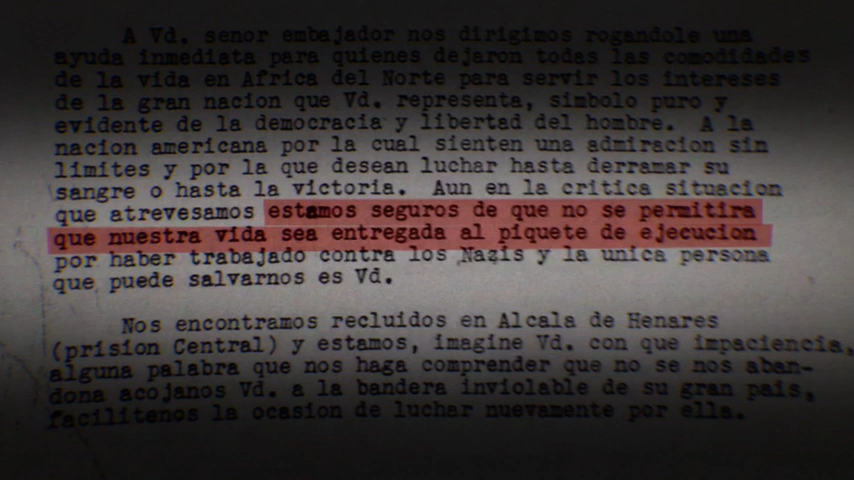 A Vd. senor embajador nos dirigimos rogandole una
ayuda inmediata para quienes dejaron todas las comodidades
de la vida en Africa del Norte para servir los intereses
de la gran nacion que Vd. representa, simbolo puro y
evidente de la democracia y libertad del hombre. A la
nacion americana por la cual sienten una admiracion sin
limites y por la que desean luchar hasta derramar su
sangre o hasta la victoria. Aun en la critica situacion
que atrevesamos estamos seguros de que no se permitira
que nuestra vida sea entregada al piquete de ejecucion
por haber trabajado contra los Nazis y la unica persona
que puede salvarnos es Vd.
Nos encontramos recluidos en Alcala de Henares
(prision Central) y estamos, imagine Vd. con que impaciencia,
alguna palabra que nos haga comprender que no se nos aban-
dona acojanos Vd. a la bandera inviolable de su gran pais,
facilitenos la ocasion de luchar nuevamente por ella.